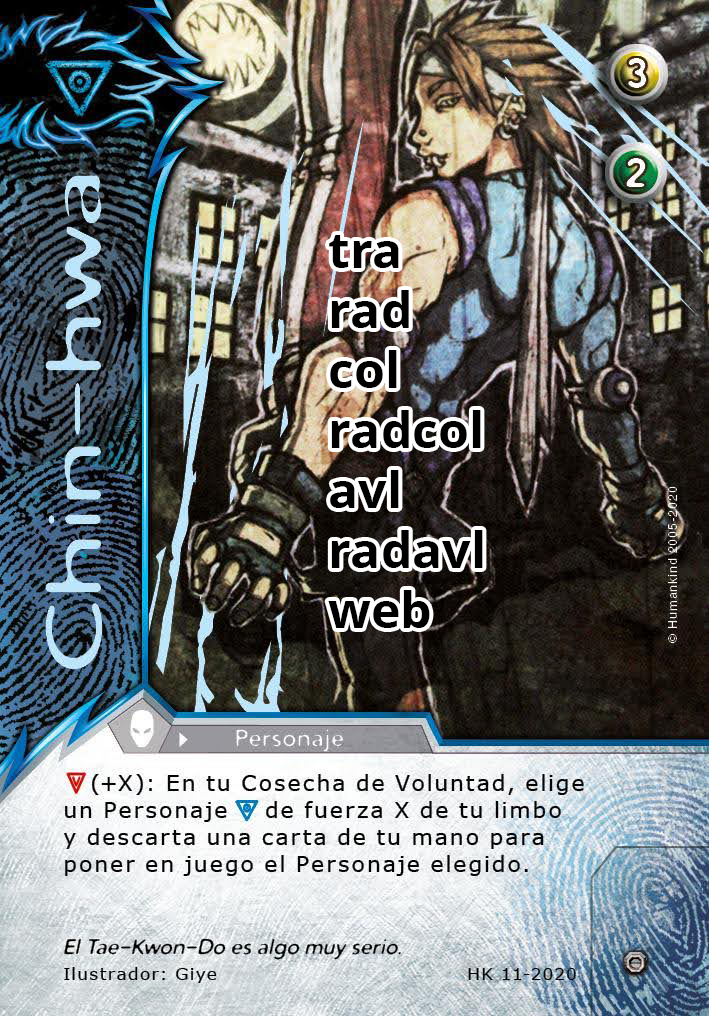 Chin-hwa
3
2
tra
rad
col
radcol
avl
radavl
web
© Humankind 2005-2020
Personaje
(+X): En tu Cosecha de Voluntad, elige
un Personaje de fuerza X de tu limbo
y descarta una carta de tu mano para
poner en juego el Personaje elegido.
El Tae-Kwon-Do es algo muy serio.
Ilustrador: Giye HK 11-2020